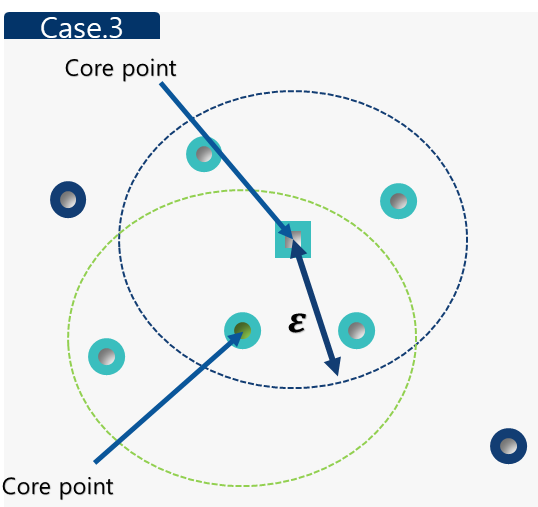 Case.3
Core point
ε
Core point